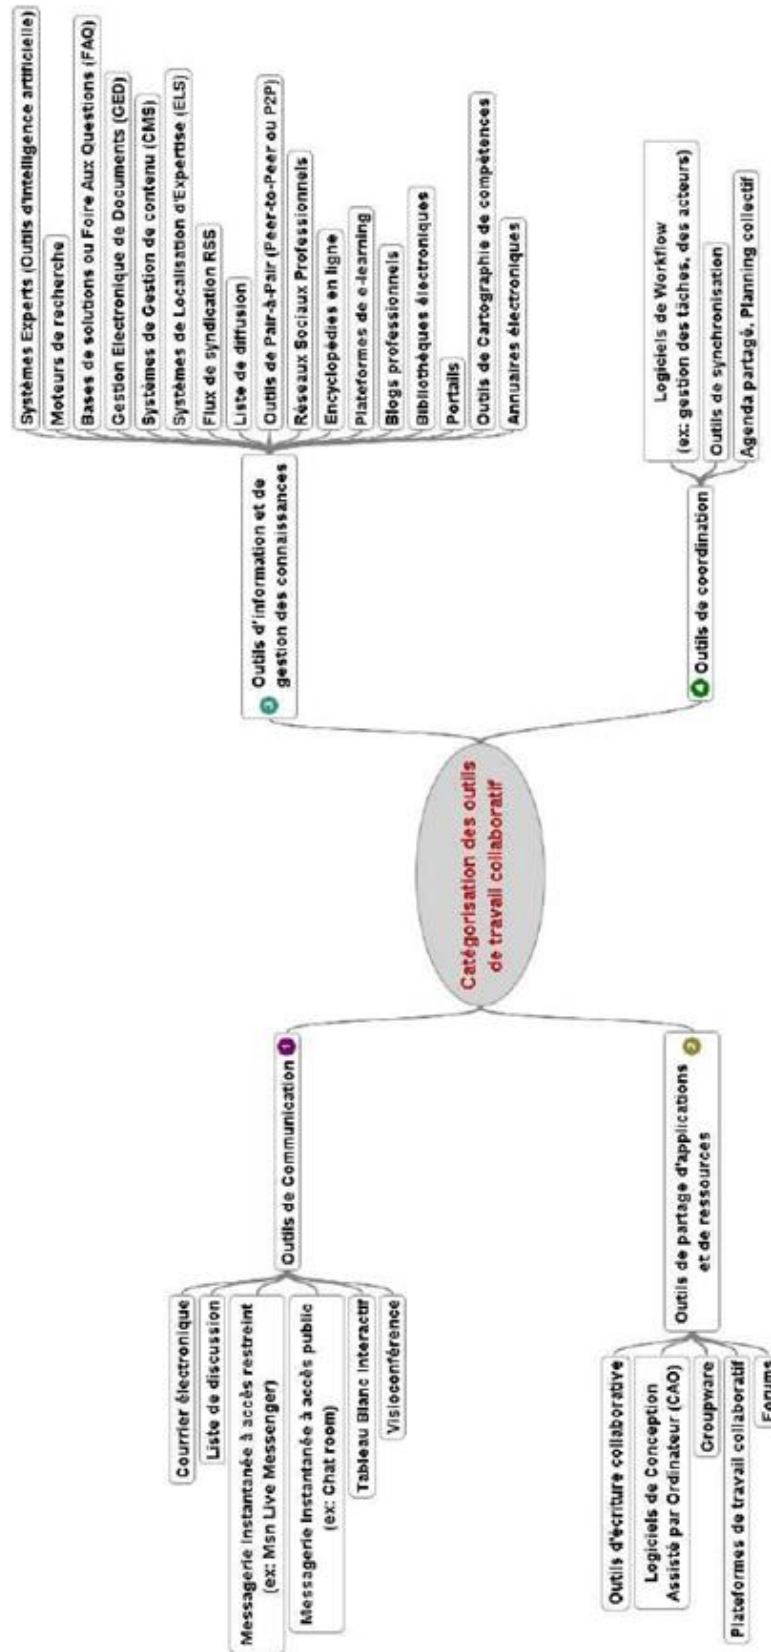 Catégorisation des outils
de travail collaboratif
1
Outils de Communication
Courrier électronique
Liste de discussion
Messagerie Instantanée à accès restreint
(ex: Msn Live Messenger)
Messagerie Instantanée à accès public
(ex: Chat room)
Tableau Blanc Interactif
Visioconférence
2
Outils de partage d'applications
et de ressources
Outils d'écriture collaborative
Logiciels de Conception
Assisté par Ordinateur (CAO)
Groupware
Plateformes de travail collaboratif
Forums
3
Outils d'information et de
gestion des connaissances
Systèmes Experts (Outils d'intelligence artificielle)
Moteurs de recherche
Bases de solutions ou Foire Aux Questions (FAQ)
Gestion Electronique de Documents (GED)
Systèmes de Gestion de contenu (CMS)
Systèmes de Localisation d'Expertise (ELS)
Flux de syndication RSS
Liste de diffusion
Outils de Pair-à-Pair (Peer-to-Peer ou P2P)
Réseaux Sociaux Professionnels
Encyclopédies en ligne
Plateformes de e-learning
Blogs professionnels
Bibliothèques électroniques
Portails
Outils de Cartographie de compétences
Annuaires électroniques
4
Outils de coordination
Logiciels de Workflow
(ex: gestion des tâches, des acteurs)
Outils de synchronisation
Agenda partagé, Planning collectif